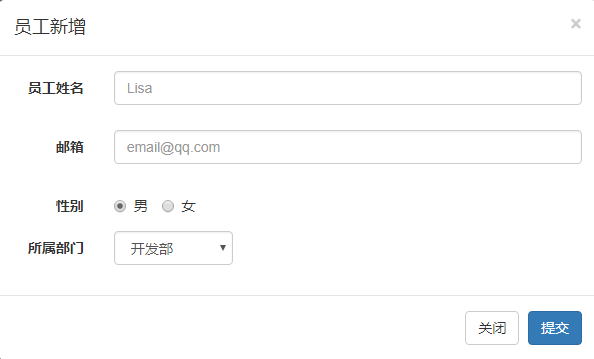 员工新增 ×
员工姓名 Lisa
邮箱 email@qq.com
性别 男 女
所属部门 开发部
关闭 提交